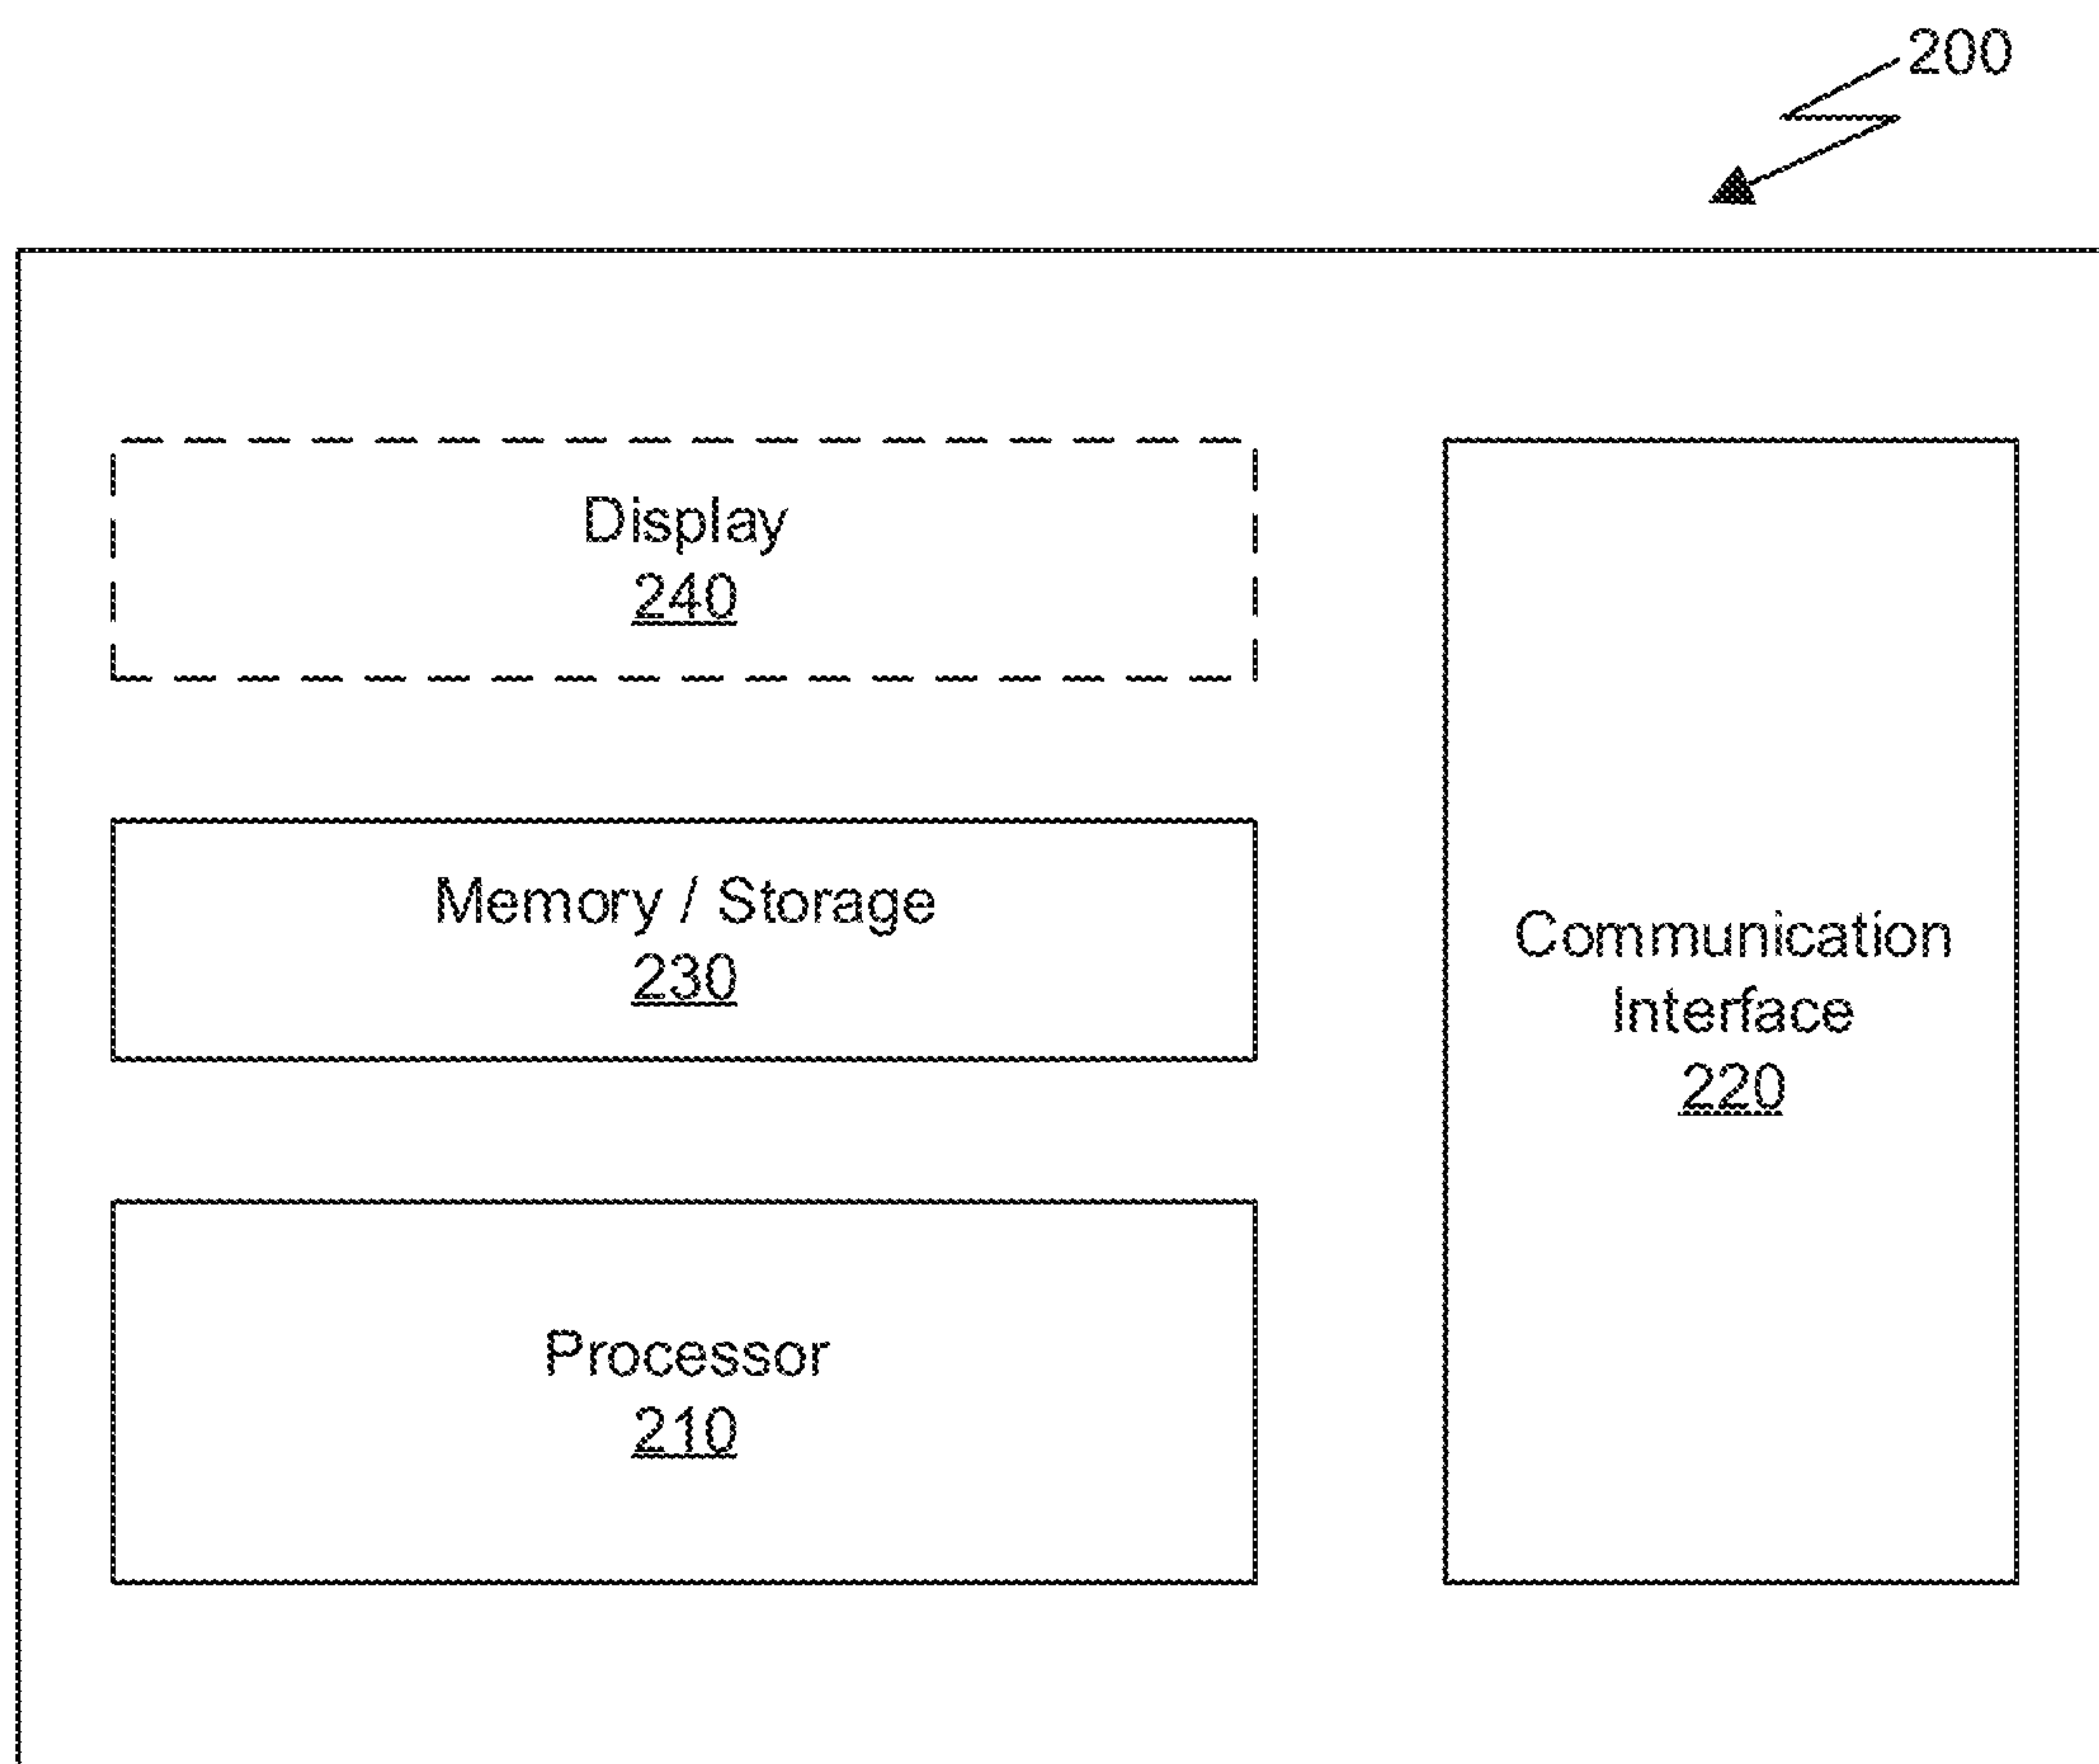 200
Display
240
Memory / Storage
230
Communication
Interface
220
Processor
210